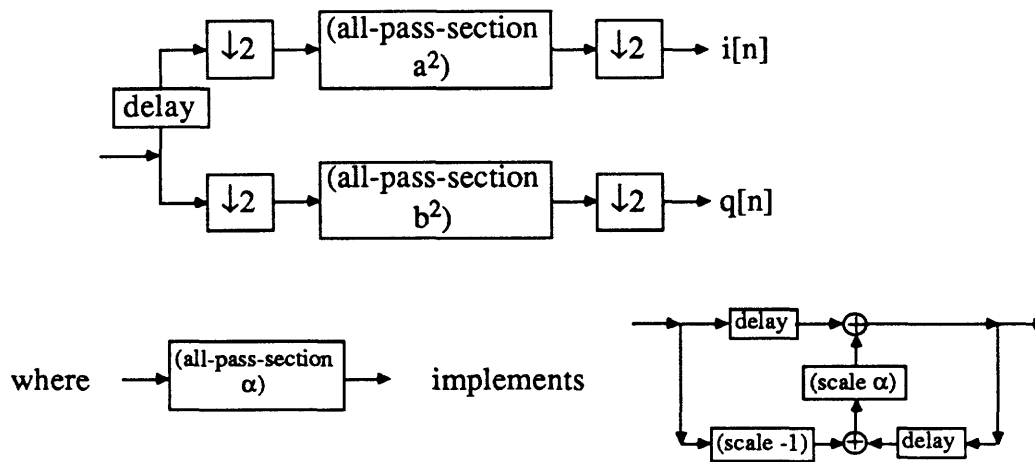 ↓2
(all-pass-section
a²)
↓2
i[n]
delay
↓2
(all-pass-section
b²)
↓2
q[n]
where
(all-pass-section
α)
implements
delay
+
(scale α)
(scale -1)
+
delay